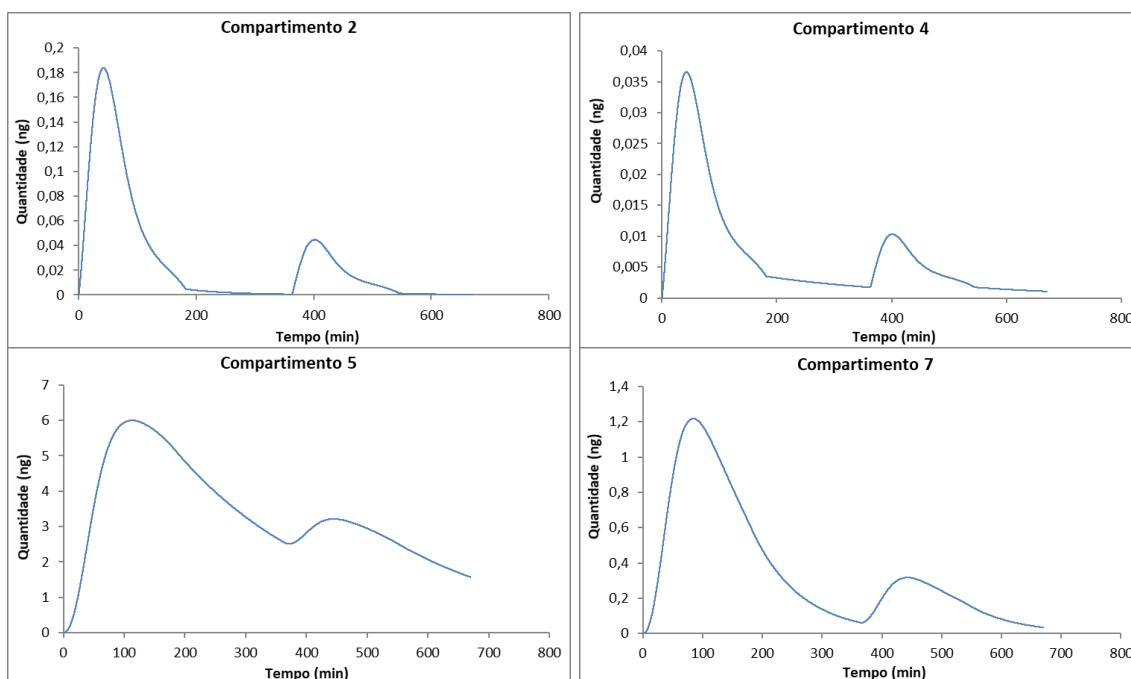 Compartimento 2
Quantidade (ng)
0,2
0,18
0,16
0,14
0,12
0,1
0,08
0,06
0,04
0,02
0
0 200 400 600 800
Tempo (min)
Compartimento 4
Quantidade (ng)
0,04
0,035
0,03
0,025
0,02
0,015
0,01
0,005
0
0 200 400 600 800
Tempo (min)
Compartimento 5
Quantidade (ng)
7
6
5
4
3
2
1
0
0 100 200 300 400 500 600 700 800
Tempo (min)
Compartimento 7
Quantidade (ng)
1,4
1,2
1
0,8
0,6
0,4
0,2
0
0 100 200 300 400 500 600 700 800
Tempo (min)